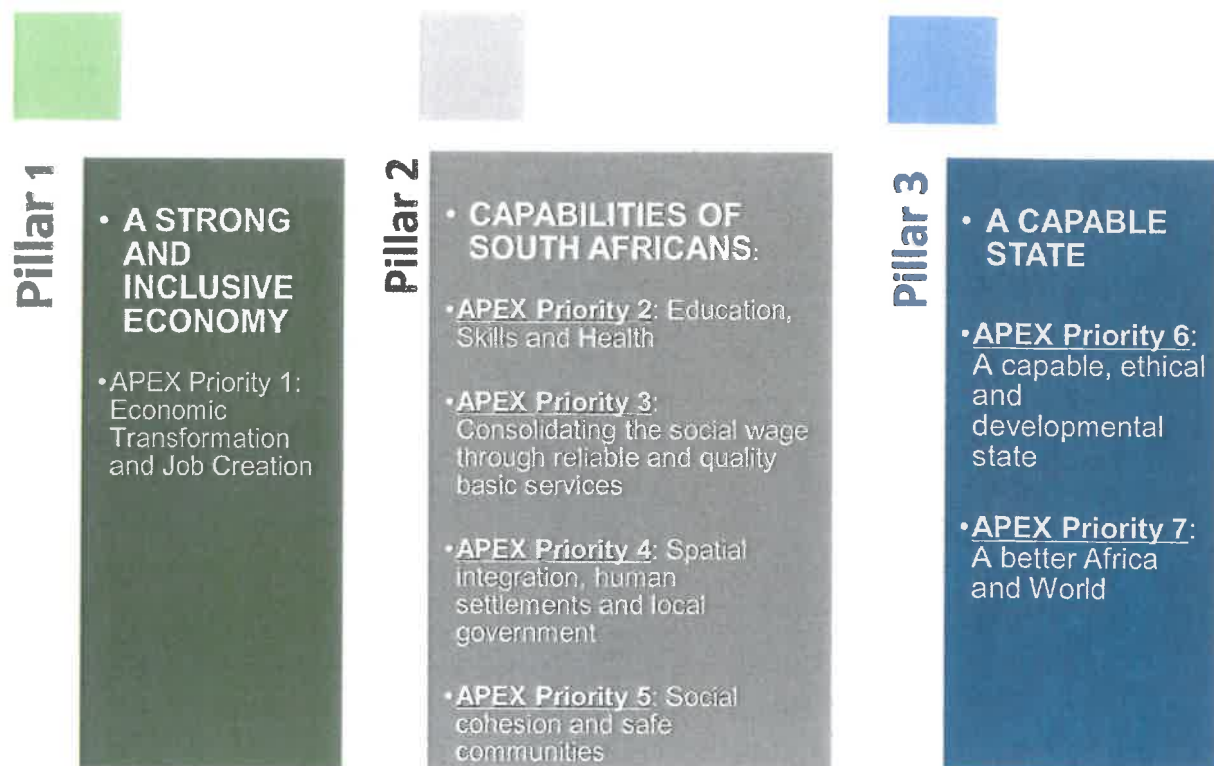 Pillar 1
• A STRONG
AND
INCLUSIVE
ECONOMY
•APEX Priority 1:
Economic
Transformation
and Job Creation
Pillar 2
• CAPABILITIES OF
SOUTH AFRICANS:
•APEX Priority 2: Education,
Skills and Health
•APEX Priority 3:
Consolidating the social wage
through reliable and quality
basic services
•APEX Priority 4: Spatial
integration, human
settlements and local
government
•APEX Priority 5: Social
cohesion and safe
communities
Pillar 3
• A CAPABLE
STATE
•APEX Priority 6:
A capable, ethical
and
developmental
state
•APEX Priority 7:
A better Africa
and World